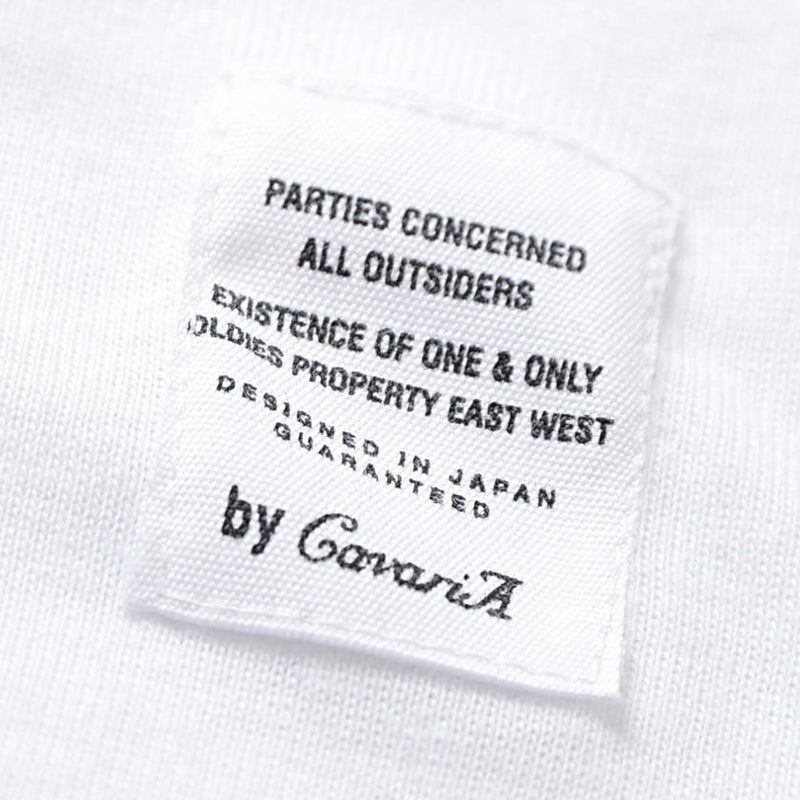 PARTIES CONCERNED
ALL OUTSIDERS
EXISTENCE OF ONE & ONLY
OLDIES PROPERTY EAST WEST
DESIGNED IN JAPAN
GUARANTEED
by CavariA